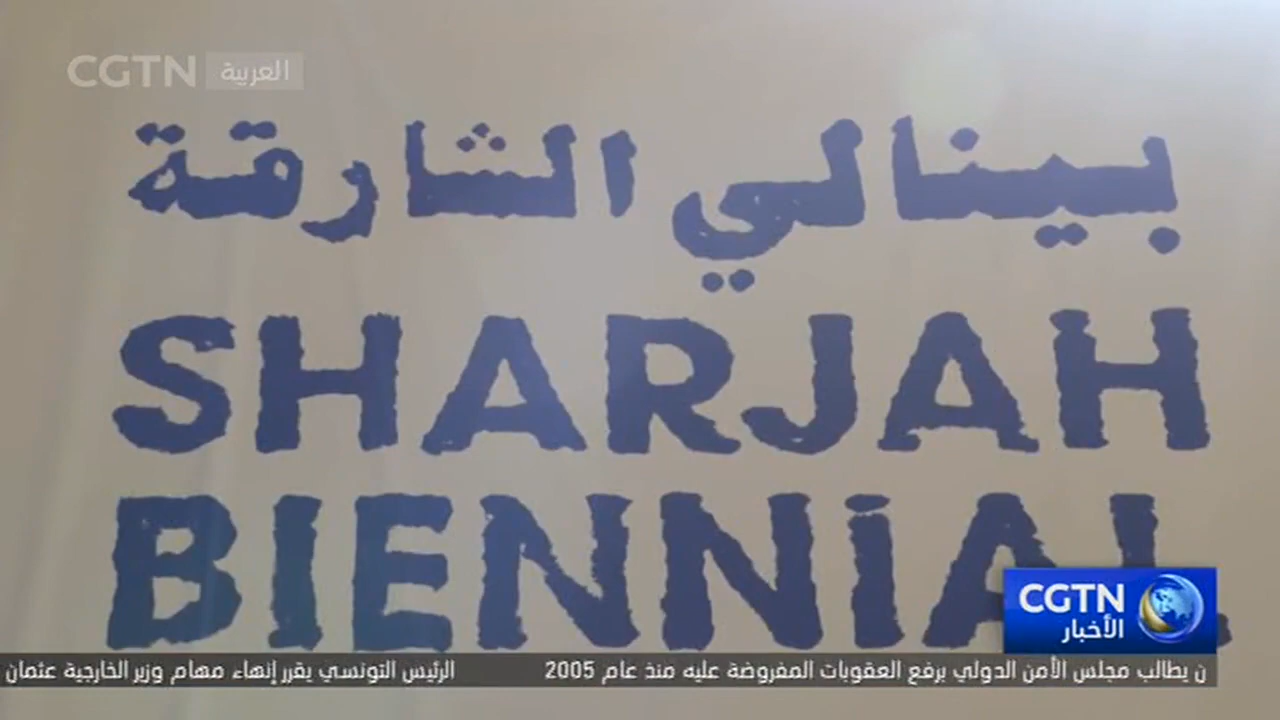 CGTN العربية
بينالي الشارقة
SHARJAH
BIENNIAL
CGTN
الأخبار
ن يطالب مجلس الأمن الدولي برفع العقوبات المفروضة عليه منذ عام 2005 الرئيس التونسي يقرر إنهاء مهام وزير الخارجية عثمان